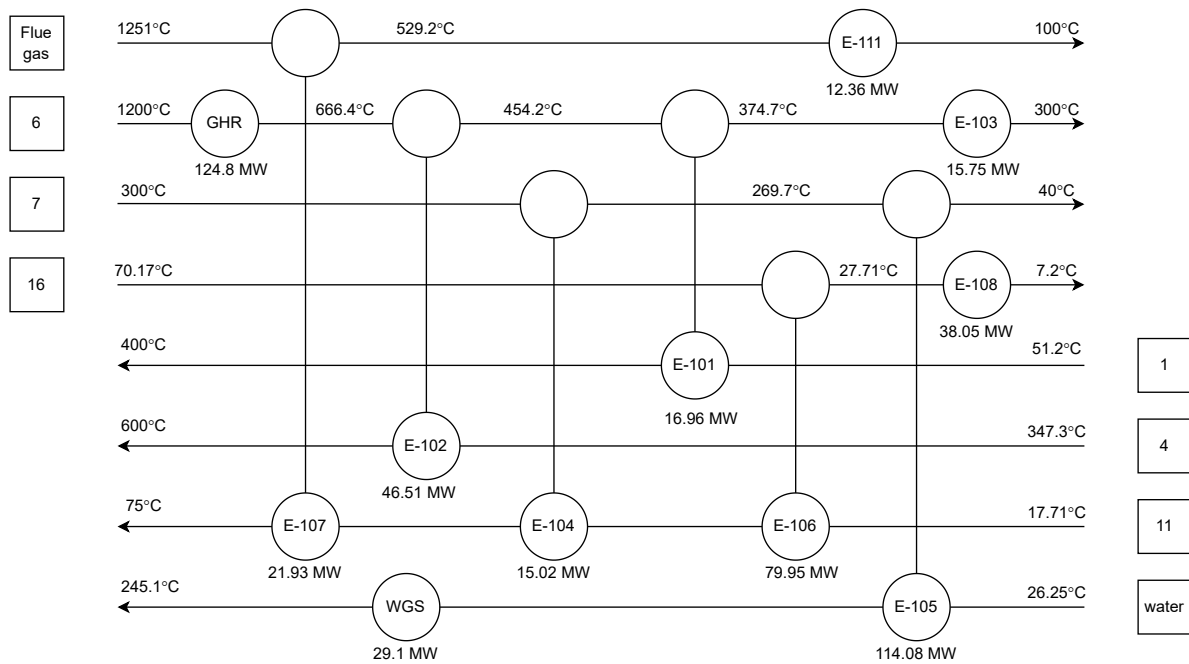 Flue
gas
1251°C
529.2°C
E-111
100°C
12.36 MW
6
1200°C
GHR
666.4°C
454.2°C
374.7°C
E-103
300°C
124.8 MW
15.75 MW
7
300°C
269.7°C
40°C
16
70.17°C
27.71°C
E-108
7.2°C
38.05 MW
400°C
E-101
51.2°C
1
16.96 MW
600°C
E-102
347.3°C
4
46.51 MW
75°C
E-107
E-104
E-106
17.71°C
11
21.93 MW
15.02 MW
79.95 MW
245.1°C
WGS
E-105
26.25°C
water
29.1 MW
114.08 MW